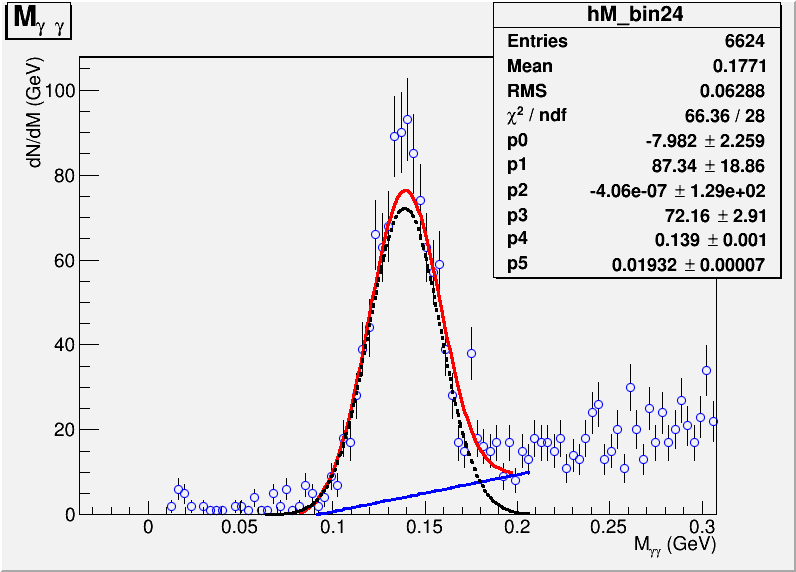 Mγ γ
hM_bin24
Entries 6624
Mean 0.1771
RMS 0.06288
χ² / ndf 66.36 / 28
p0 -7.982 ± 2.259
p1 87.34 ± 18.86
p2 -4.06e-07 ± 1.29e+02
p3 72.16 ± 2.91
p4 0.139 ± 0.001
p5 0.01932 ± 0.00007
dN/dM (GeV)
100
80
60
40
20
0
0 0.05 0.1 0.15 0.2 0.25 0.3
Mγγ (GeV)